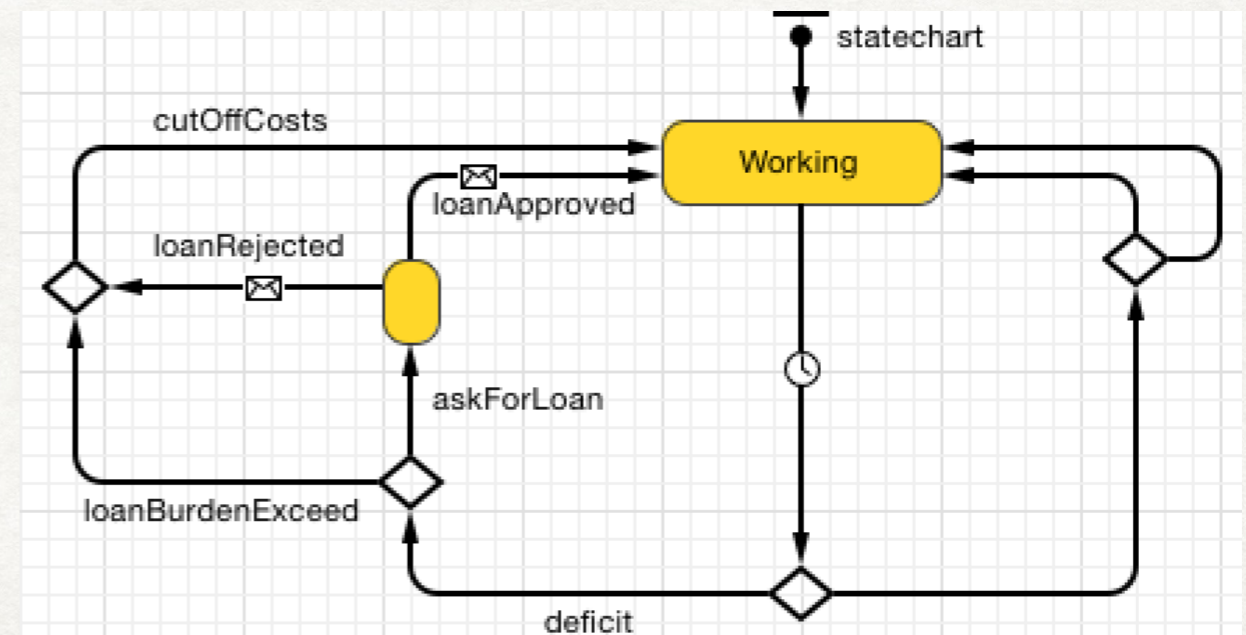 statechart
cutOffCosts
Working
loanApproved
loanRejected
askForLoan
loanBurdenExceed
deficit